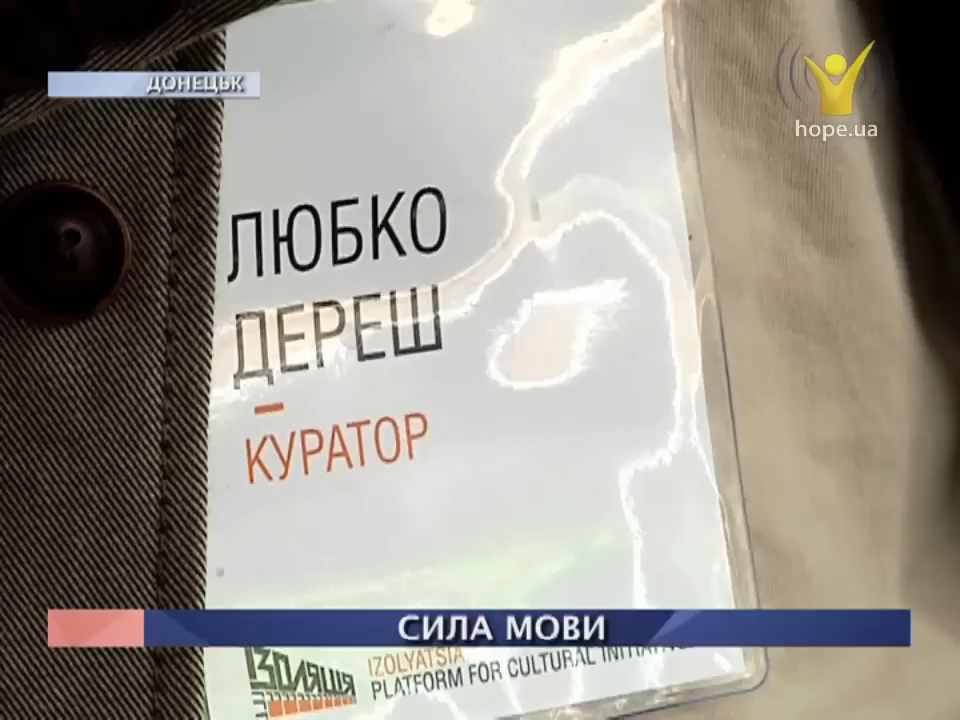 ДОНЕЦЬК
hope.ua
ЛЮБКО
ДЕРЕШ
КУРАТОР
СИЛА МОВИ
ІЗОЛЯЦІЯ
IZOLYATSIA
PLATFORM FOR CULTURAL